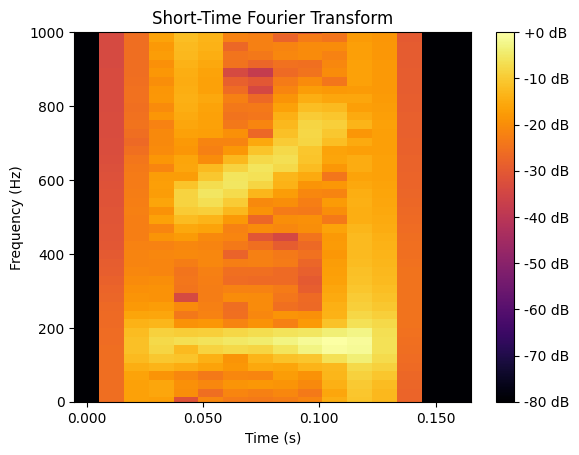 Short-Time Fourier Transform
1000
800
600
400
200
0
Frequency (Hz)
0.000
0.050
0.100
0.150
Time (s)
+0 dB
-10 dB
-20 dB
-30 dB
-40 dB
-50 dB
-60 dB
-70 dB
-80 dB